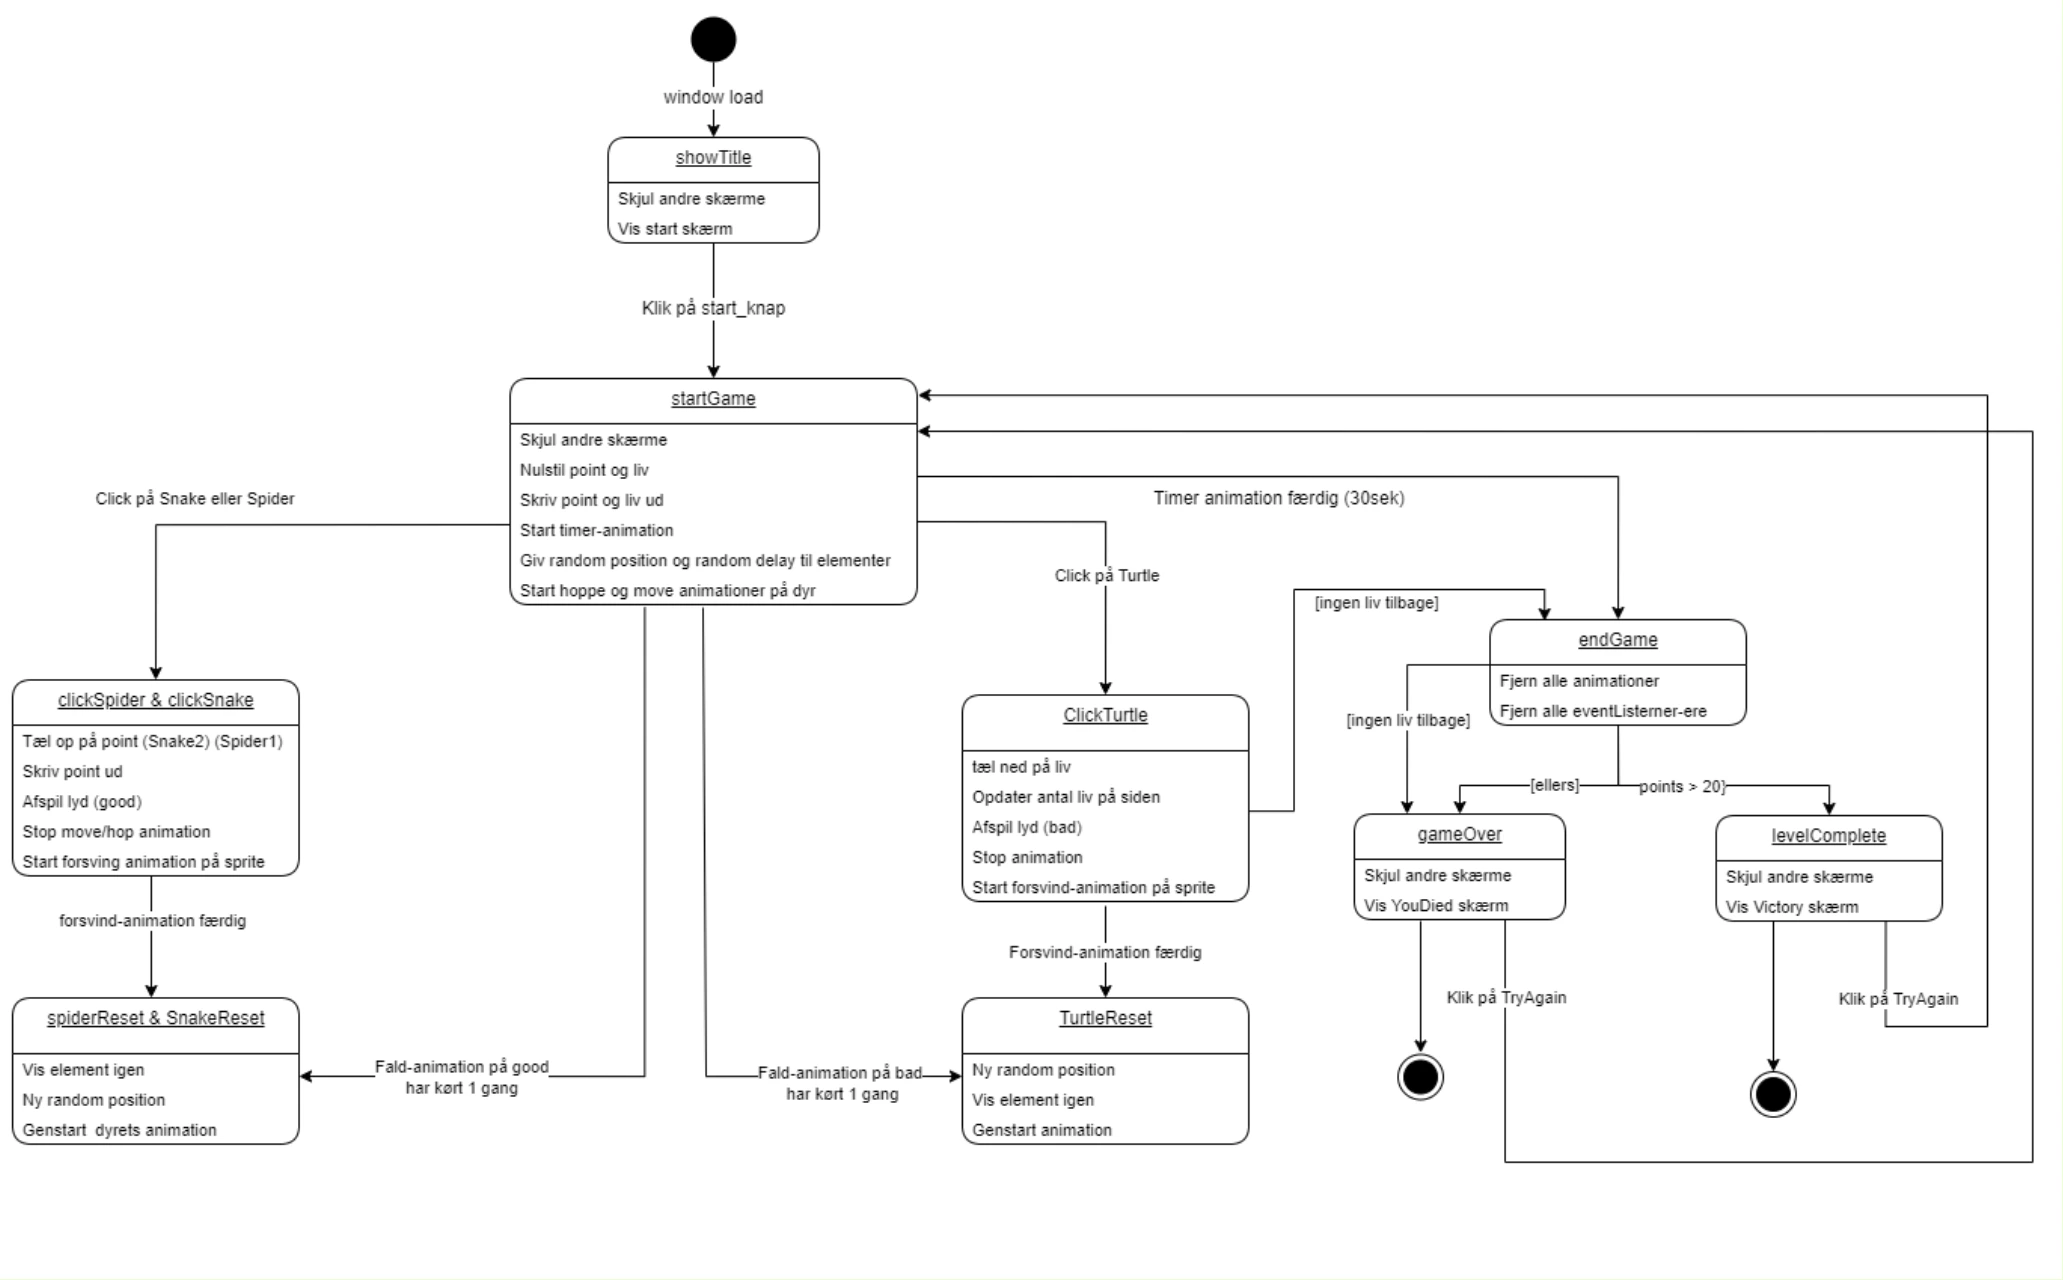 window load
showTitle
Skjul andre skærme
Vis start skærm
Klik på start_knap
startGame
Skjul andre skærme
Nulstil point og liv
Skriv point og liv ud
Start timer-animation
Giv random position og random delay til elementer
Start hoppe og move animationer på dyr
Click på Snake eller Spider
Timer animation færdig (30sek)
Click på Turtle
[ingen liv tilbage]
endGame
Fjern alle animationer
Fjern alle eventListerner-ere
clickSpider & clickSnake
Tæl op på point (Snake2) (Spider1)
Skriv point ud
Afspil lyd (good)
Stop move/hop animation
Start forsving animation på sprite
ClickTurtle
tæl ned på liv
Opdater antal liv på siden
Afspil lyd (bad)
Stop animation
Start forsvind-animation på sprite
[ingen liv tilbage]
[ellers]
points > 20}
gameOver
Skjul andre skærme
Vis YouDied skærm
levelComplete
Skjul andre skærme
Vis Victory skærm
forsvind-animation færdig
Forsvind-animation færdig
Klik på TryAgain
Klik på TryAgain
spiderReset & SnakeReset
Vis element igen
Ny random position
Genstart  dyrets animation
Fald-animation på good
har kørt 1 gang
Fald-animation på bad
har kørt 1 gang
TurtleReset
Ny random position
Vis element igen
Genstart animation